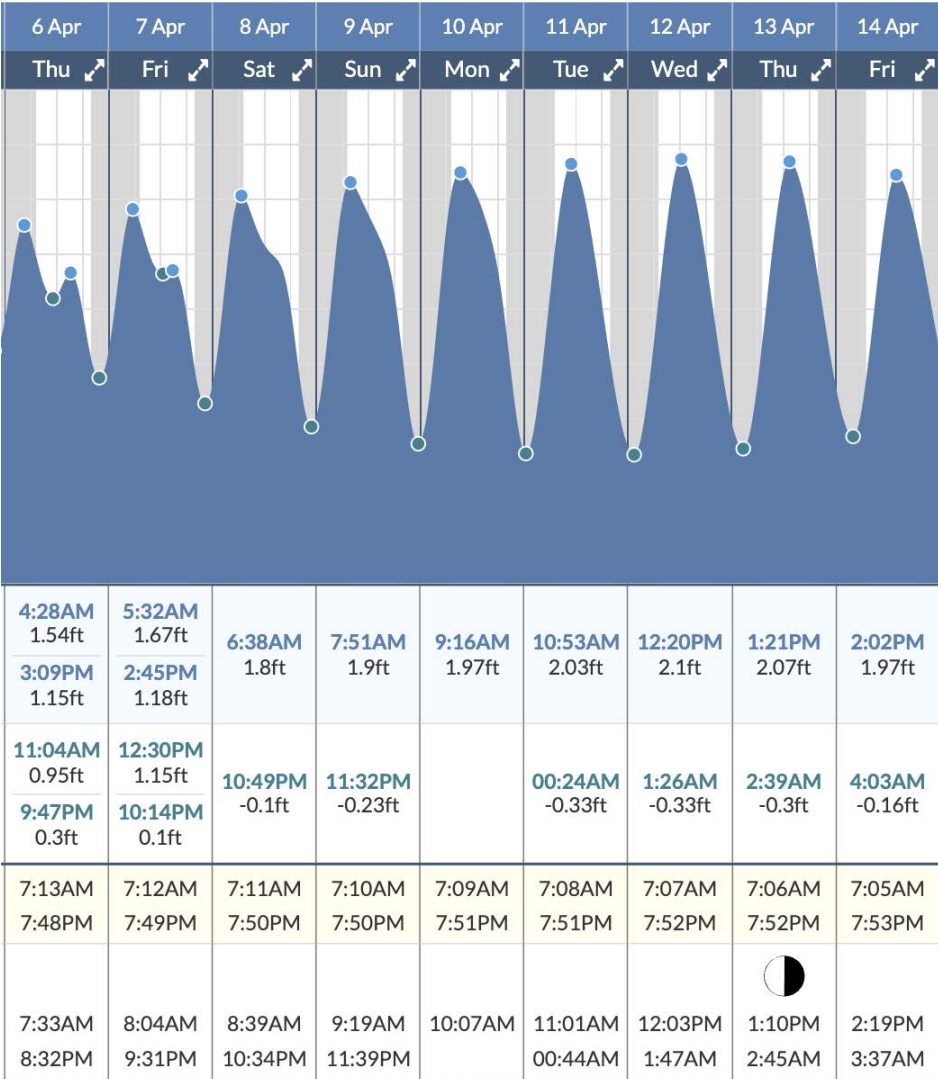 6 Apr 7 Apr 8 Apr 9 Apr 10 Apr 11 Apr 12 Apr 13 Apr 14 Apr
Thu Fri Sat Sun Mon Tue Wed Thu Fri
4:28AM 5:32AM
1.54ft 1.67ft
6:38AM 7:51AM 9:16AM 10:53AM 12:20PM 1:21PM 2:02PM
1.8ft 1.9ft 1.97ft 2.03ft 2.1ft 2.07ft 1.97ft
3:09PM 2:45PM
1.15ft 1.18ft
11:04AM 12:30PM
0.95ft 1.15ft
10:49PM 11:32PM 00:24AM 1:26AM 2:39AM 4:03AM
-0.1ft -0.23ft -0.33ft -0.33ft -0.3ft -0.16ft
9:47PM 10:14PM
0.3ft 0.1ft
7:13AM 7:12AM 7:11AM 7:10AM 7:09AM 7:08AM 7:07AM 7:06AM 7:05AM
7:48PM 7:49PM 7:50PM 7:50PM 7:51PM 7:51PM 7:52PM 7:52PM 7:53PM
7:33AM 8:04AM 8:39AM 9:19AM 10:07AM 11:01AM 12:03PM 1:10PM 2:19PM
8:32PM 9:31PM 10:34PM 11:39PM 00:44AM 1:47AM 2:45AM 3:37AM